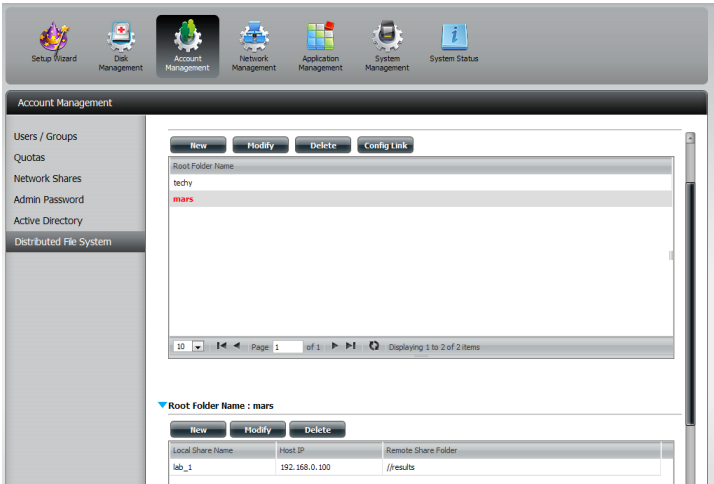 Setup Wizard
Disk Management
Account Management
Network Management
Application Management
System Management
System Status
Account Management
Users / Groups
Quotas
Network Shares
Admin Password
Active Directory
Distributed File System
New Modify Delete Config Link
Root Folder Name
techy
mars
10 Page 1 of 1 Displaying 1 to 2 of 2 items
Root Folder Name : mars
New Modify Delete
Local Share Name Host IP Remote Share Folder
lab_1 192.168.0.100 //results